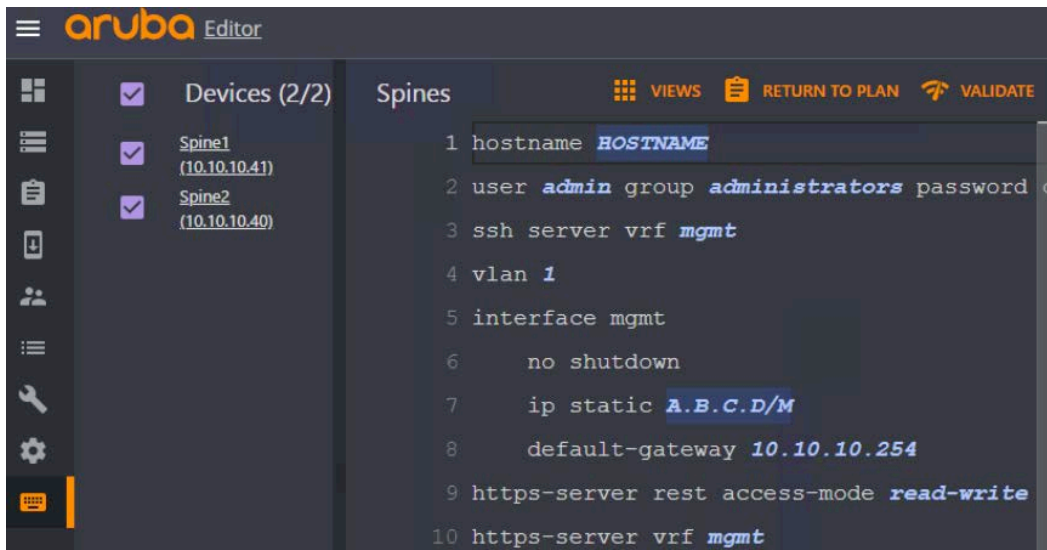 aruba Editor
Devices (2/2)
Spine1
(10.10.10.41)
Spine2
(10.10.10.40)
Spines
VIEWS RETURN TO PLAN VALIDATE
1 hostname HOSTNAME
2 user admin group administrators password
3 ssh server vrf mgmt
4 vlan 1
5 interface mgmt
6 no shutdown
7 ip static A.B.C.D/M
8 default-gateway 10.10.10.254
9 https-server rest access-mode read-write
10 https-server vrf mgmt